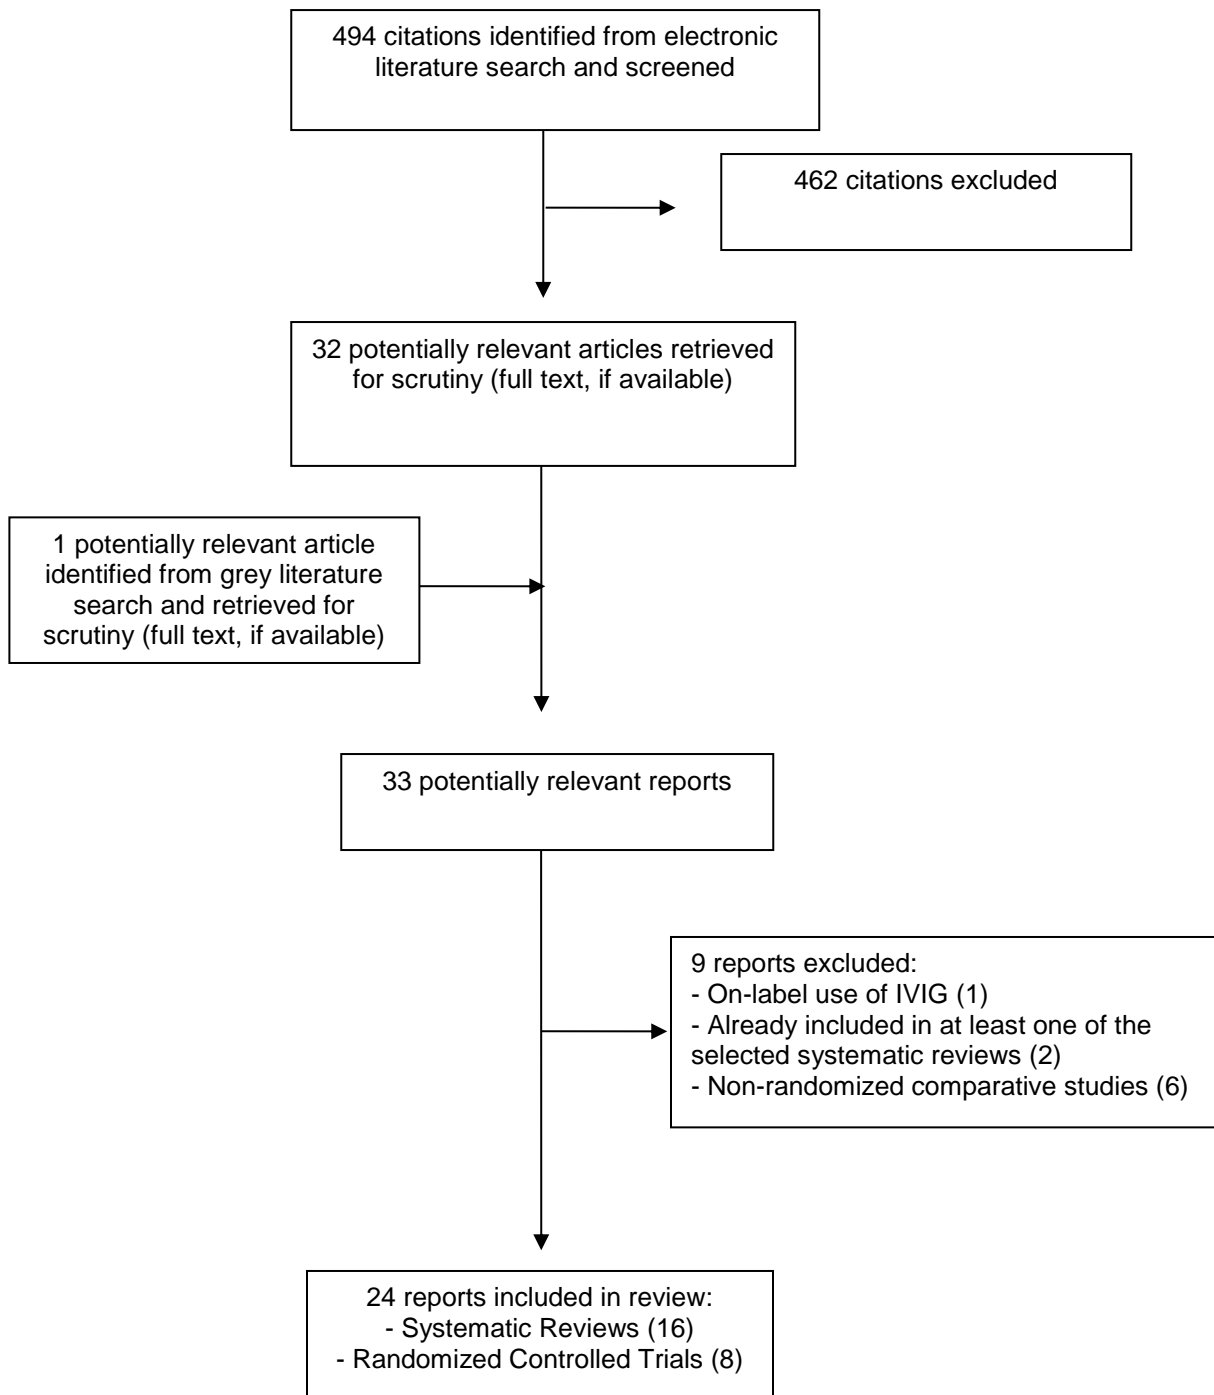 494 citations identified from electronic
literature search and screened
462 citations excluded
32 potentially relevant articles retrieved
for scrutiny (full text, if available)
1 potentially relevant article
identified from grey literature
search and retrieved for
scrutiny (full text, if available)
33 potentially relevant reports
9 reports excluded:
- On-label use of IVIG (1)
- Already included in at least one of the
selected systematic reviews (2)
- Non-randomized comparative studies (6)
24 reports included in review:
- Systematic Reviews (16)
- Randomized Controlled Trials (8)